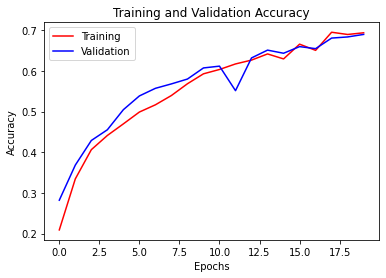 Training and Validation Accuracy
Training
Validation
0.7
0.6
0.5
0.4
0.3
0.2
Accuracy
0.0 2.5 5.0 7.5 10.0 12.5 15.0 17.5
Epochs